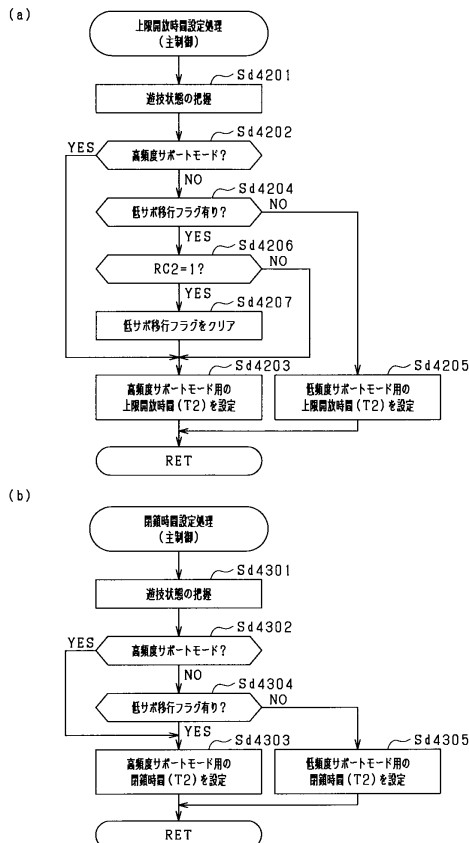 (a)
上限開放時間設定処理
(主制御)
Sd4201
遊技状態の把握
Sd4202
YES
高頻度サポートモード?
NO
Sd4204
低サポ移行フラグ有り?
NO
YES
Sd4206
RC2=1?
NO
YES
Sd4207
低サポ移行フラグをクリア
Sd4203
高頻度サポートモード用の
上限開放時間(T2)を設定
Sd4205
低頻度サポートモード用の
上限開放時間(T2)を設定
RET
(b)
閉鎖時間設定処理
(主制御)
Sd4301
遊技状態の把握
Sd4302
YES
高頻度サポートモード?
NO
Sd4304
低サポ移行フラグ有り?
NO
YES
Sd4303
高頻度サポートモード用の
閉鎖時間(T2)を設定
Sd4305
低頻度サポートモード用の
閉鎖時間(T2)を設定
RET